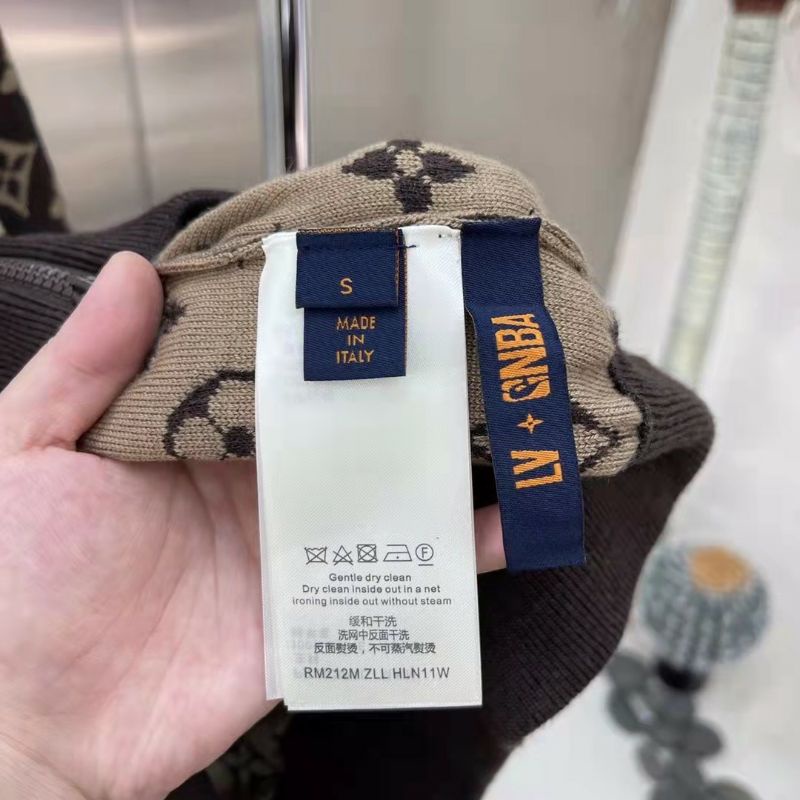 S
MADE
IN
ITALY
LV NBA
Gentle dry clean
Dry clean inside out in a net
ironing inside out without steam
缓和干洗
洗网中反面干洗
反面熨烫，不可蒸汽熨烫
RM212M ZLL HLN11W